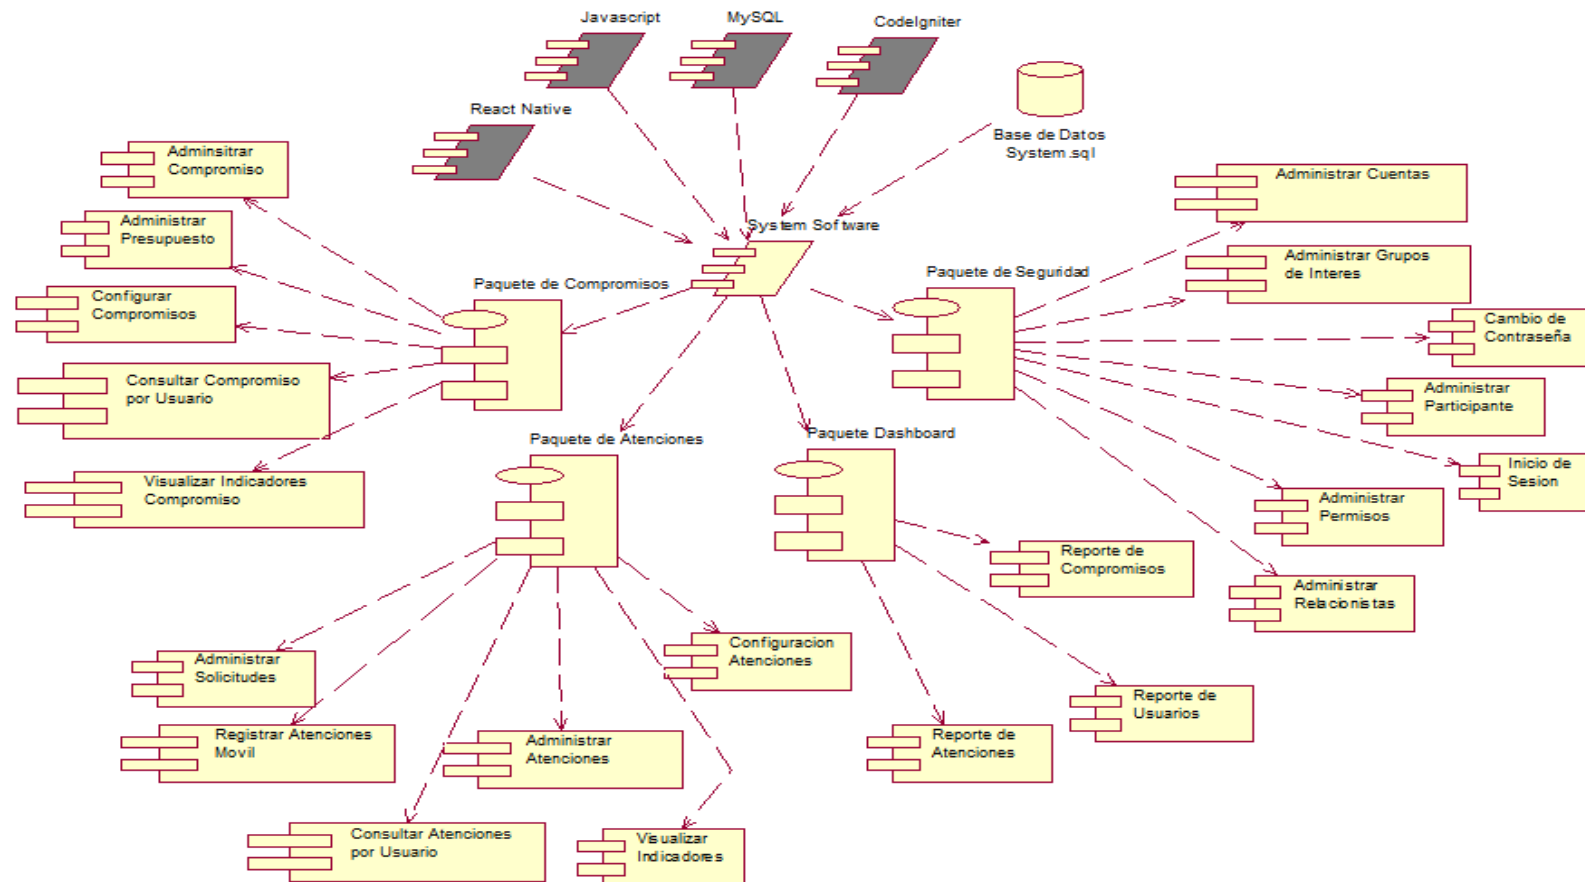 Javascript
MySQL
CodeIgniter
React Native
Base de Datos
System.sql
Adminsitrar
Compromiso
Administrar Cuentas
Administrar
Presupuesto
System Software
Administrar Grupos
de Interes
Paquete de Compromisos
Paquete de Seguridad
Configurar
Compromisos
Cambio de
Contraseña
Consultar Compromiso
por Usuario
Administrar
Participante
Paquete de Atenciones
Paquete Dashboard
Visualizar Indicadores
Compromiso
Inicio de
Sesion
Administrar
Permisos
Reporte de
Compromisos
Administrar
Relacionistas
Configuracion
Atenciones
Administrar
Solicitudes
Reporte de
Usuarios
Registrar Atenciones
Movil
Administrar
Atenciones
Reporte de
Atenciones
Consultar Atenciones
por Usuario
Visualizar
Indicadores